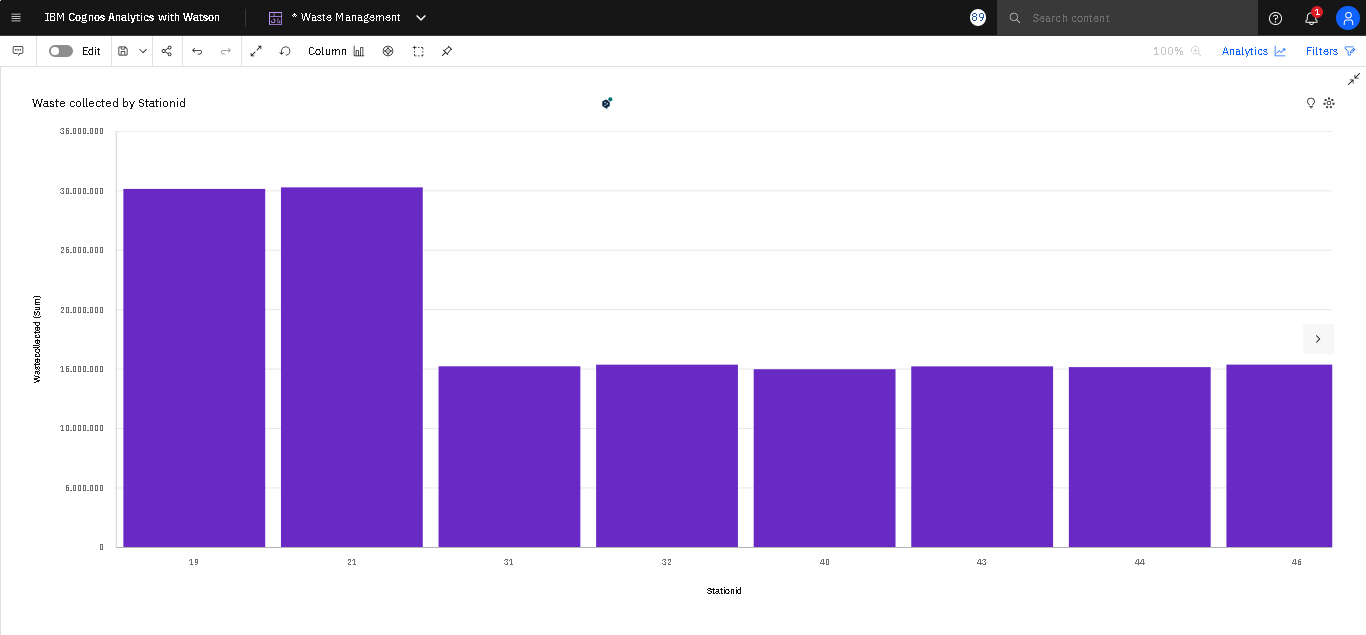 IBM Cognos Analytics with Watson
* Waste Management
89
Search content
1
Edit
Column
100%
Analytics
Filters
Waste collected by Stationid
35.000.000
30.000.000
25.000.000
20.000.000
15.000.000
10.000.000
5.000.000
0
Wastecollected (Sum)
19 21 31 32 40 43 44 46
Stationid